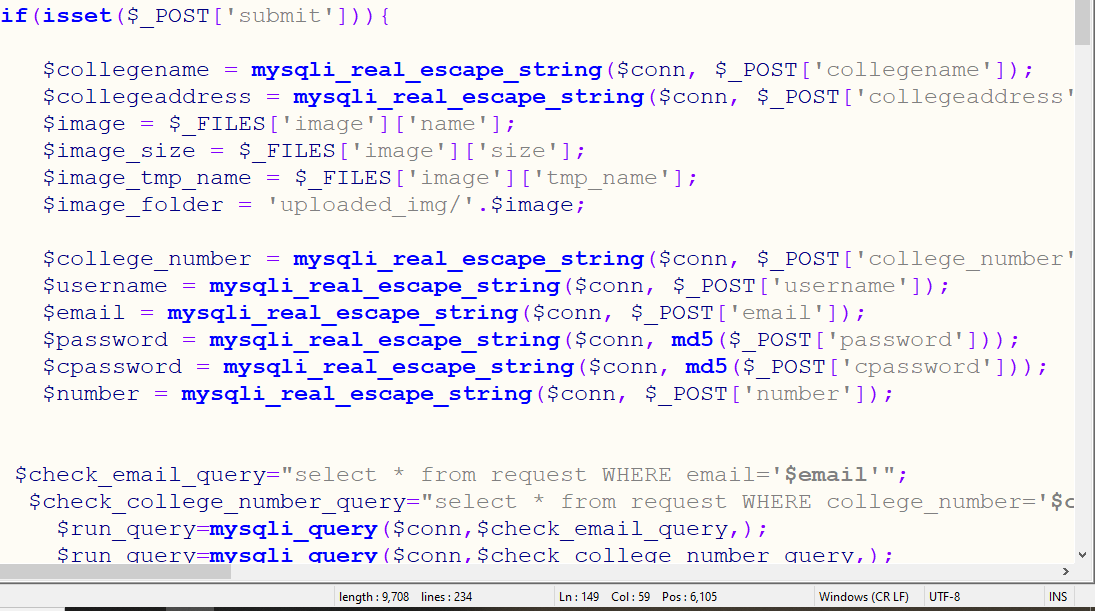 if(isset($_POST['submit'])){
$collegename = mysqli_real_escape_string($conn, $_POST['collegename']);
$collegeaddress = mysqli_real_escape_string($conn, $_POST['collegeaddress'
$image = $_FILES['image']['name'];
$image_size = $_FILES['image']['size'];
$image_tmp_name = $_FILES['image']['tmp_name'];
$image_folder = 'uploaded_img/'.$image;
$college_number = mysqli_real_escape_string($conn, $_POST['college_number'
$username = mysqli_real_escape_string($conn, $_POST['username']);
$email = mysqli_real_escape_string($conn, $_POST['email']);
$password = mysqli_real_escape_string($conn, md5($_POST['password']));
$cpassword = mysqli_real_escape_string($conn, md5($_POST['cpassword']));
$number = mysqli_real_escape_string($conn, $_POST['number']);
$check_email_query="select * from request WHERE email='$email'";
$check_college_number_query="select * from request WHERE college_number='$c
$run_query=mysqli_query($conn,$check_email_query,);
$run_query=mysqli_query($conn,$check_college_number_query,);
length : 9,708 lines : 234 Ln : 149 Col : 59 Pos : 6,105 Windows (CR LF) UTF-8 INS